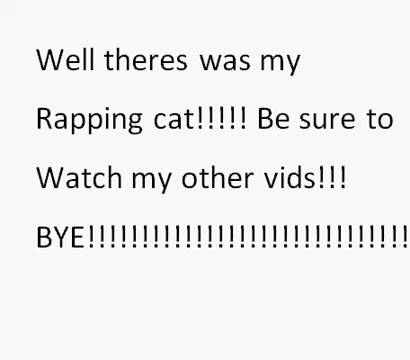 Well theres was my
Rapping cat!!!!! Be sure to
Watch my other vids!!!
BYE!!!!!!!!!!!!!!!!!!!!!!!!!!!!!!